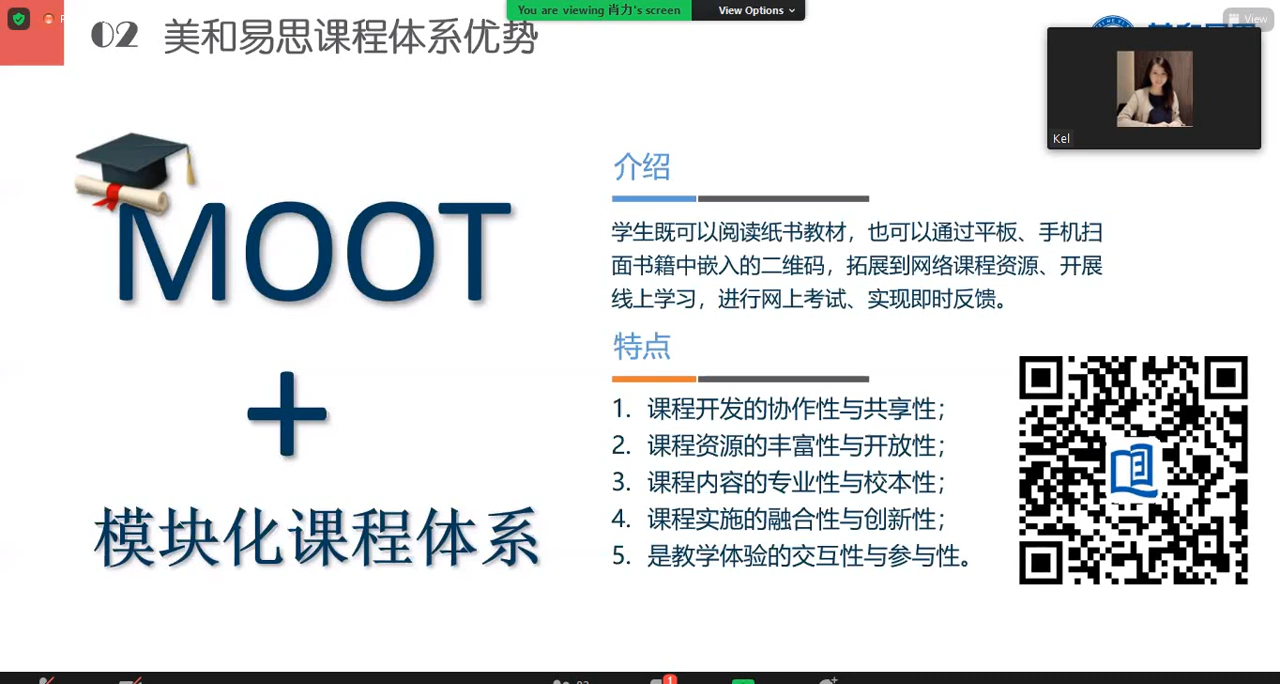 You are viewing 肖力's screen
View Options
View
02 美和易思课程体系优势
Kel
MOOT
+
模块化课程体系
介绍
学生既可以阅读纸书教材，也可以通过平板、手机扫
面书籍中嵌入的二维码，拓展到网络课程资源、开展
线上学习，进行网上考试、实现即时反馈。
特点
1. 课程开发的协作性与共享性；
2. 课程资源的丰富性与开放性；
3. 课程内容的专业性与校本性；
4. 课程实施的融合性与创新性；
5. 是教学体验的交互性与参与性。
1